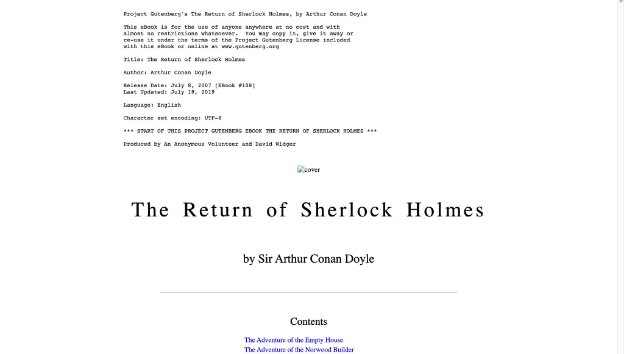 Project Gutenberg's The Return of Sherlock Holmes, by Arthur Conan Doyle
This eBook is for the use of anyone anywhere at no cost and with
almost no restrictions whatsoever. You may copy it, give it away or
re-use it under the terms of the Project Gutenberg License included
with this eBook or online at www.gutenberg.org
Title: The Return of Sherlock Holmes
Author: Arthur Conan Doyle
Release Date: July 8, 2007 [EBook #108]
Last Updated: July 19, 2019
Language: English
Character set encoding: UTF-8
*** START OF THIS PROJECT GUTENBERG EBOOK THE RETURN OF SHERLOCK HOLMES ***
Produced by An Anonymous Volunteer and David Widger
cover
The Return of Sherlock Holmes
by Sir Arthur Conan Doyle
Contents
The Adventure of the Empty House
The Adventure of the Norwood Builder